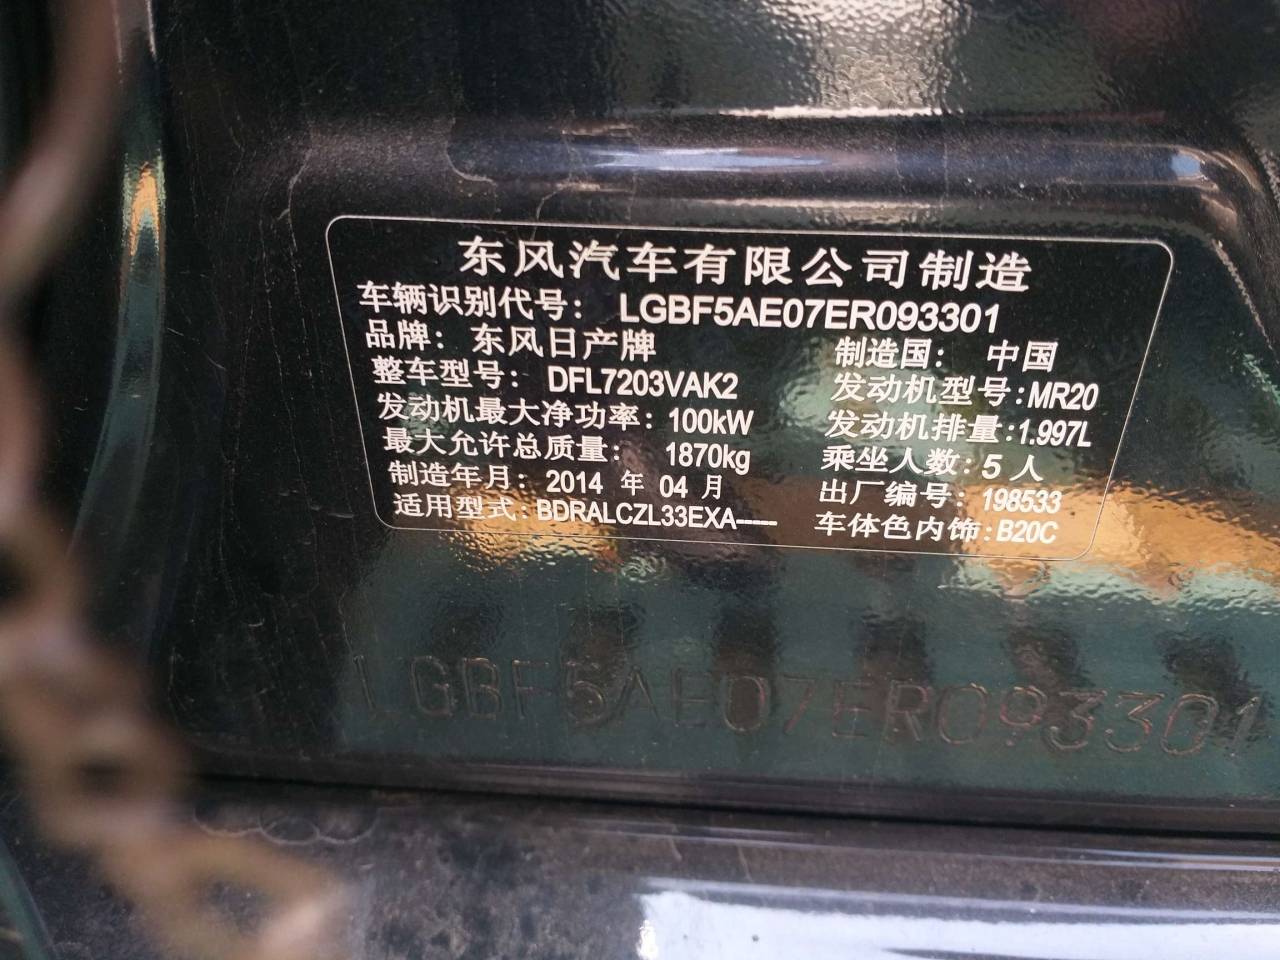 东风汽车有限公司制造
车辆识别代号： LGBF5AE07ER093301
品牌： 东风日产牌 制造国： 中国
整车型号： DFL7203VAK2 发动机型号：MR20
发动机最大净功率：100kW 发动机排量：1.997L
最大允许总质量： 1870kg 乘坐人数：5 人
制造年月： 2014 年 04 月 出厂编号： 198533
适用型式：BDRALCZL33EXA----- 车体色内饰：B20C
LGBF5AE07ER093301